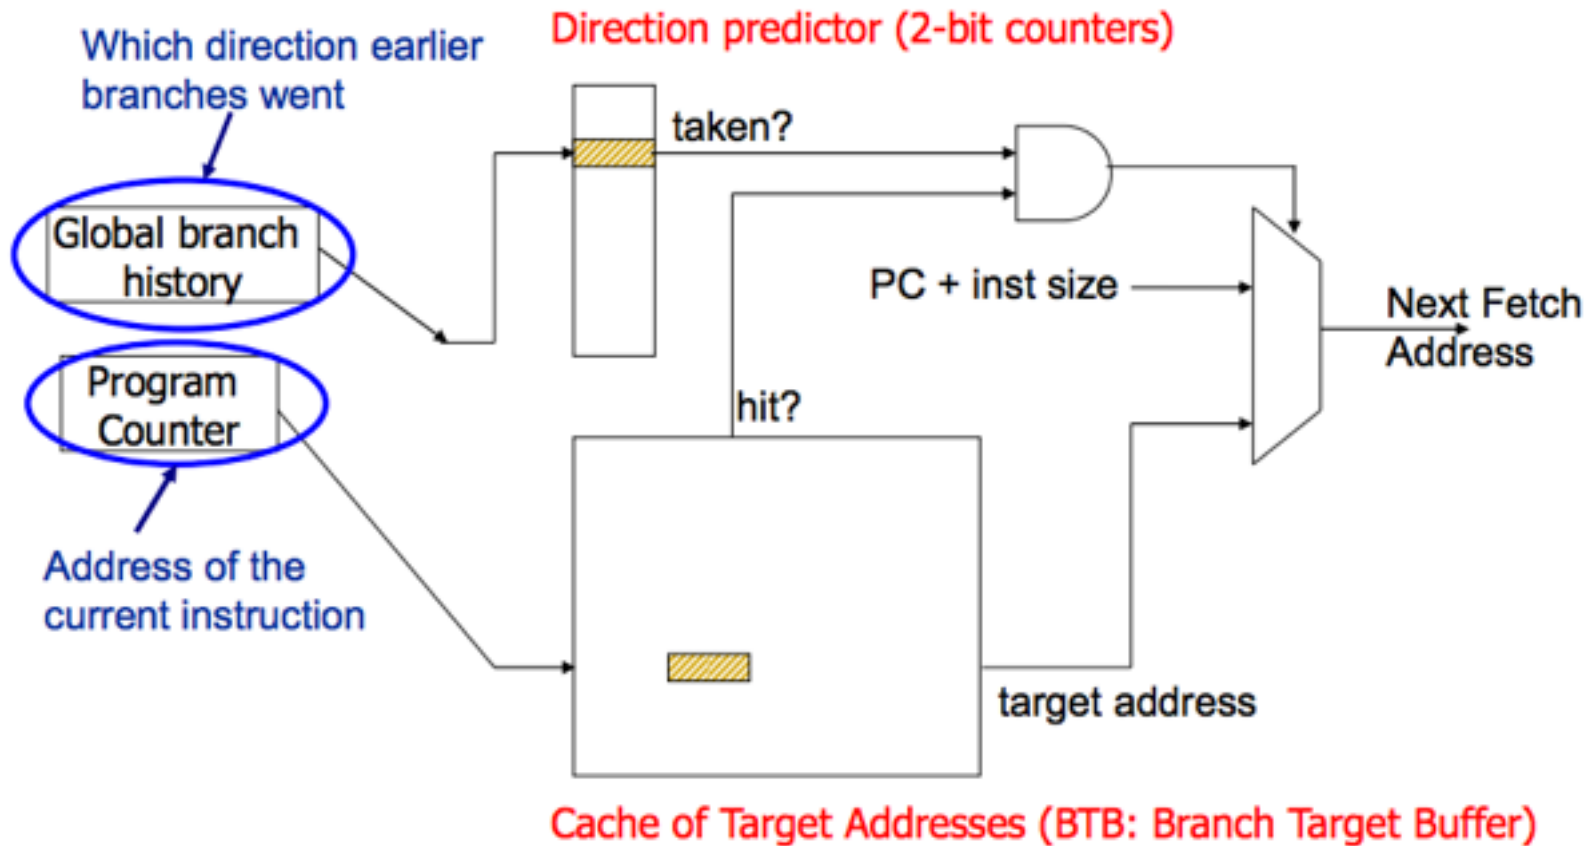 Direction predictor (2-bit counters)
Which direction earlier
branches went
taken?
Global branch
history
PC + inst size
Next Fetch
Address
Program
Counter
hit?
Address of the
current instruction
target address
Cache of Target Addresses (BTB: Branch Target Buffer)